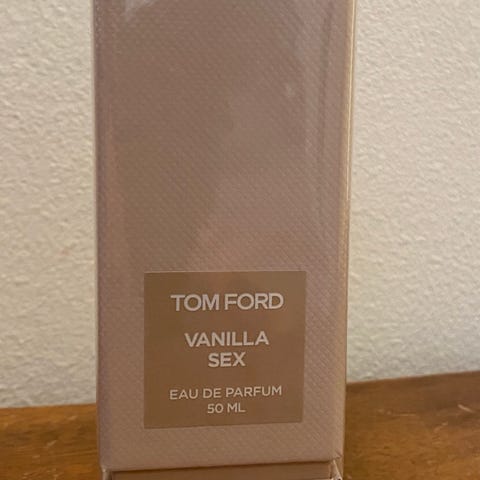 TOM FORD
VANILLA
SEX
EAU DE PARFUM
50 ML